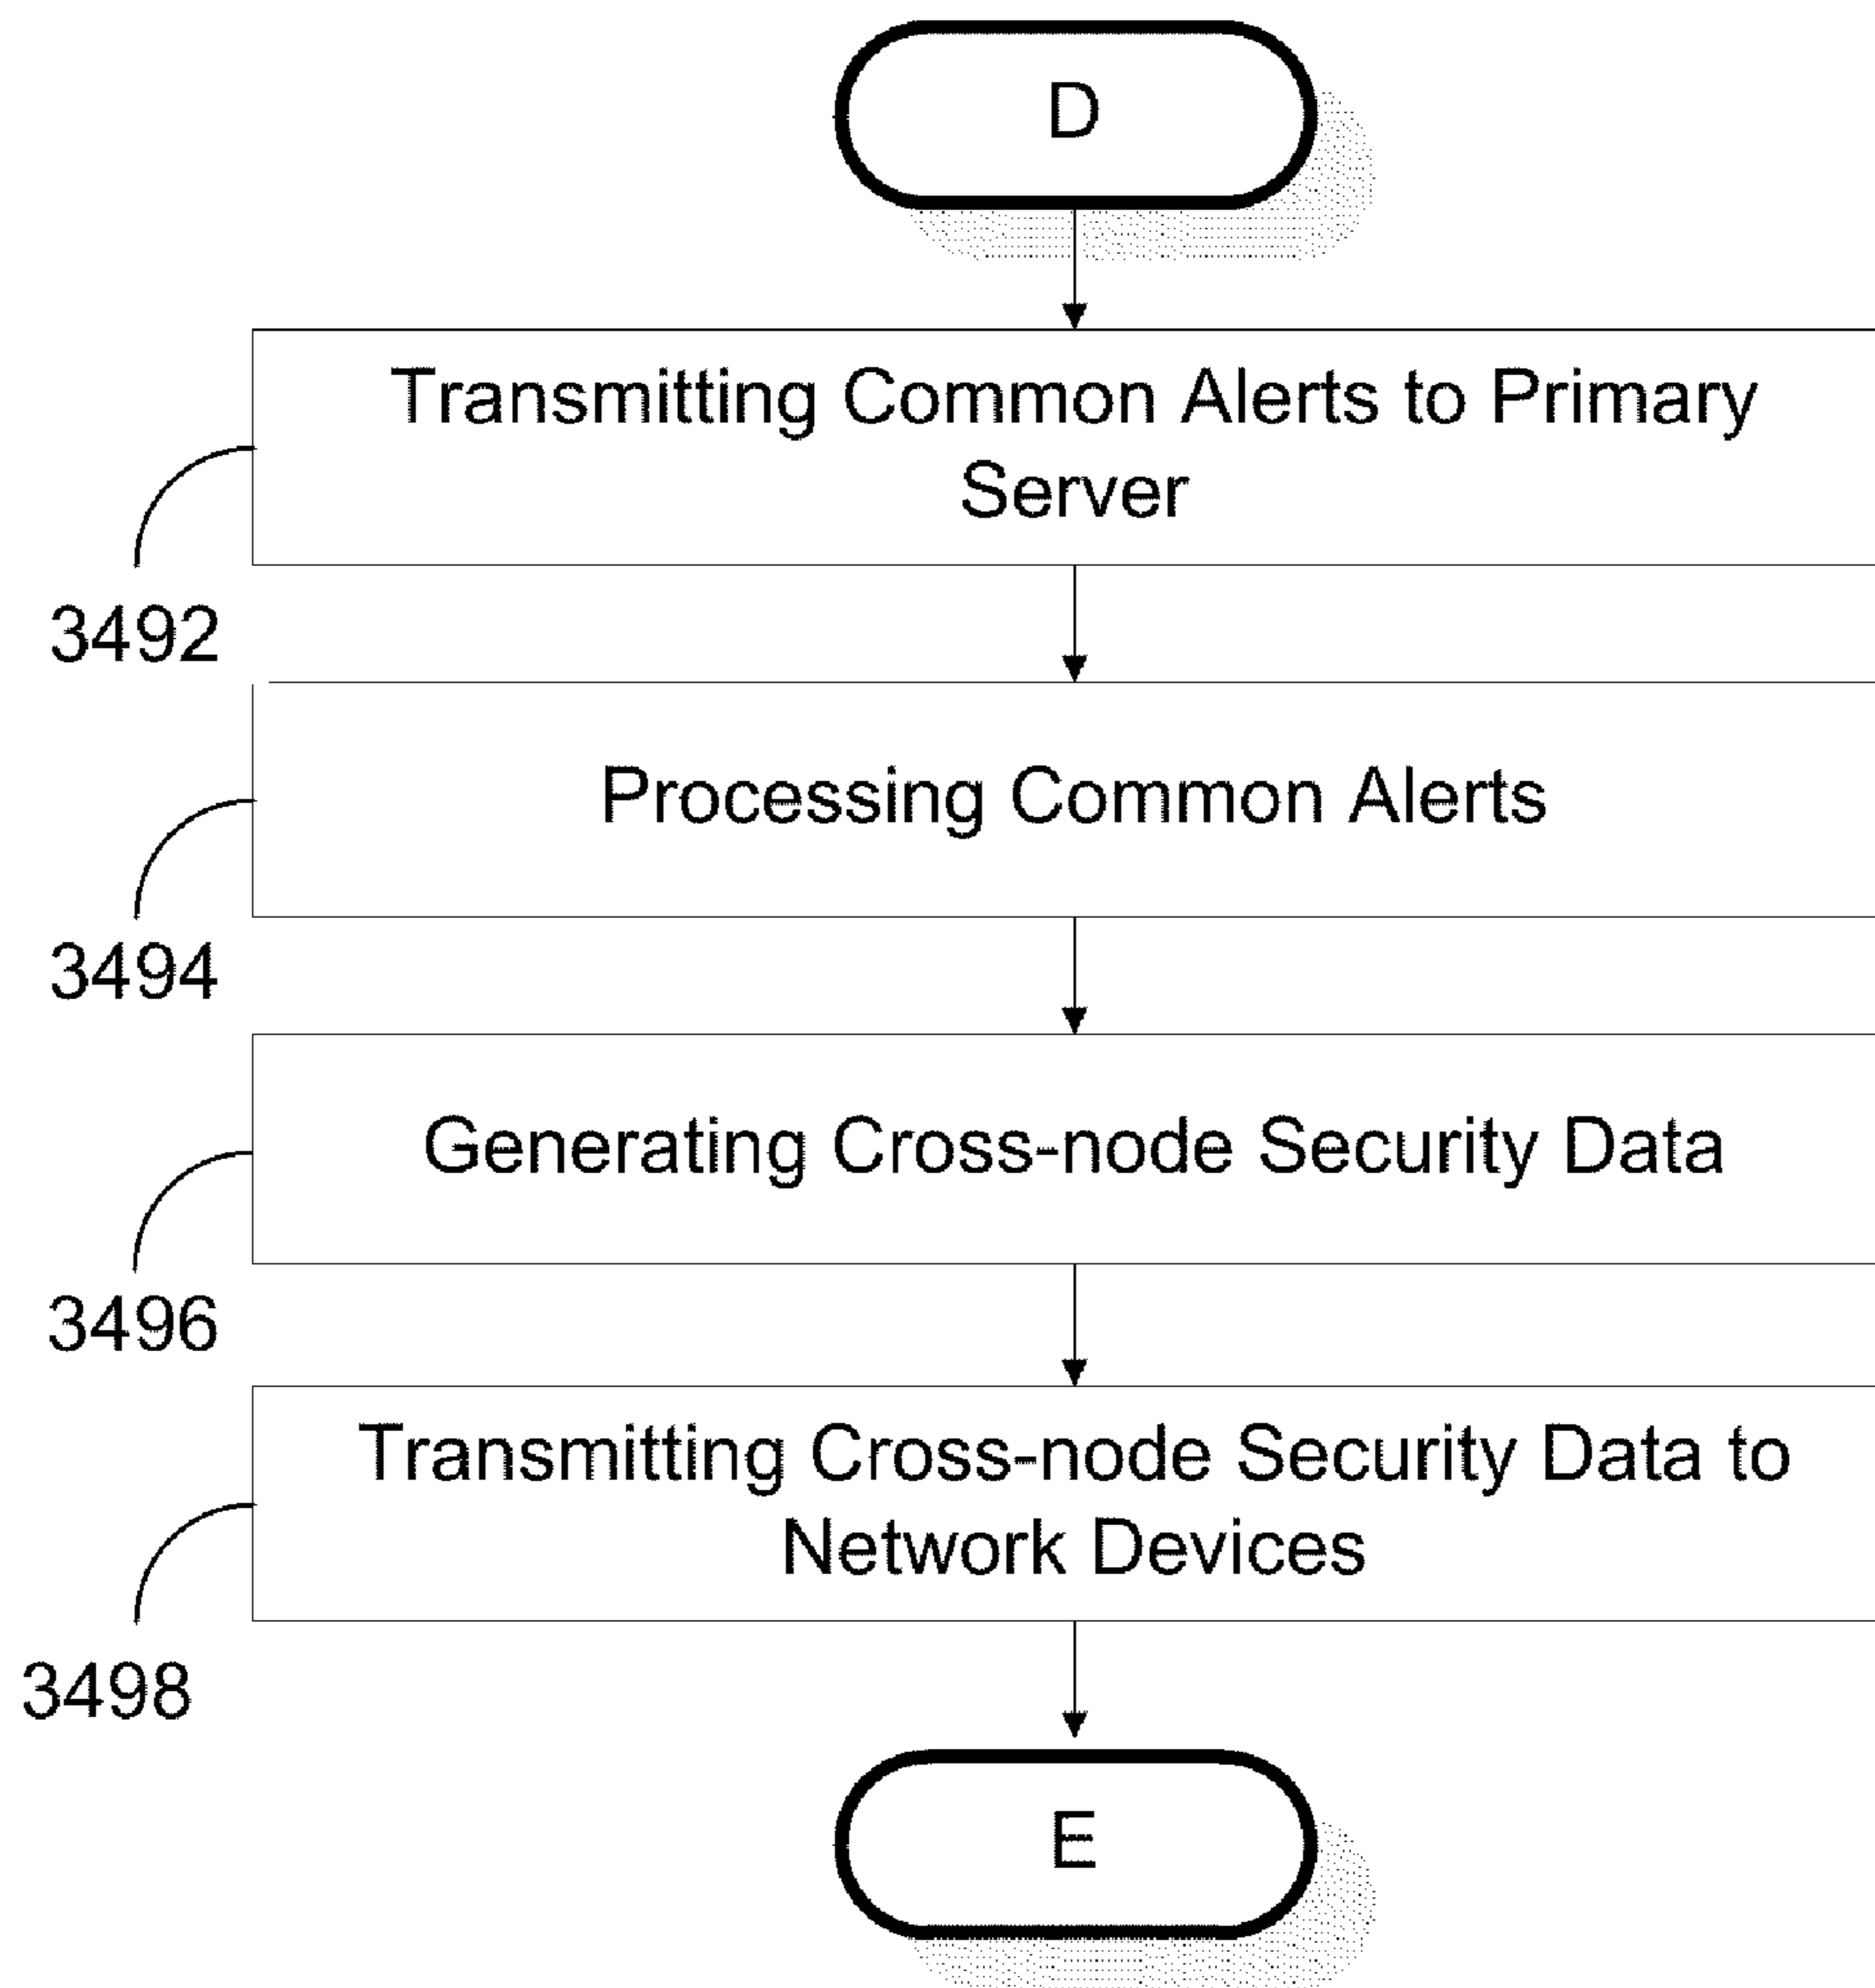 D
Transmitting Common Alerts to Primary
Server
3492
Processing Common Alerts
3494
Generating Cross-node Security Data
3496
Transmitting Cross-node Security Data to
Network Devices
3498
E